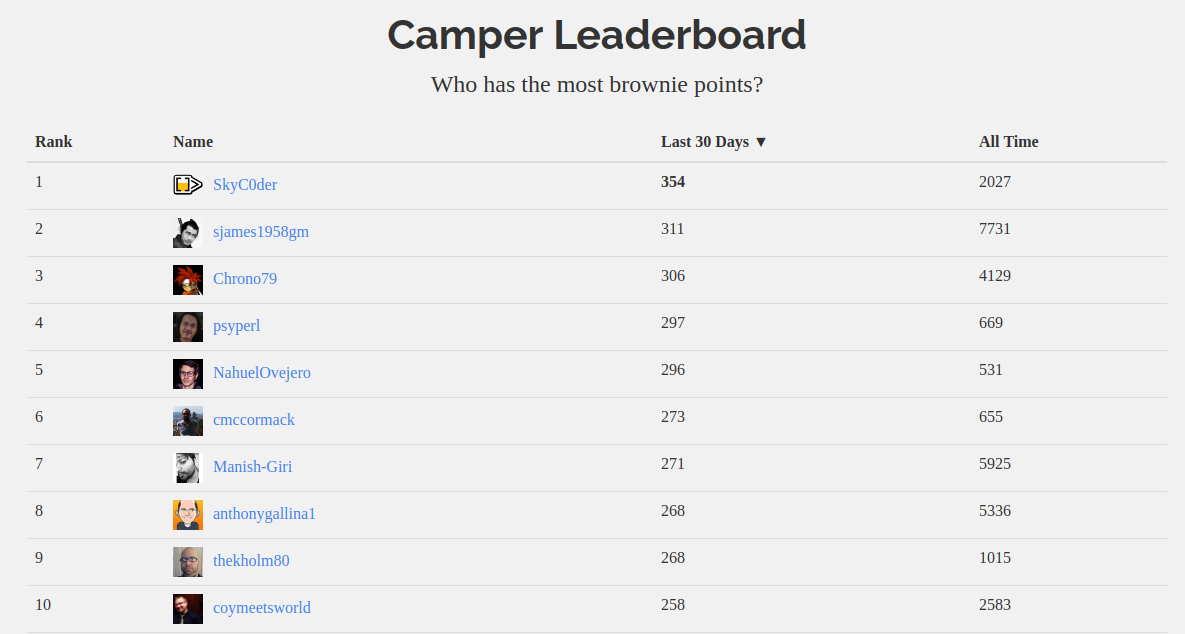 Camper Leaderboard
Who has the most brownie points?
Rank Name Last 30 Days ▼ All Time
1 SkyC0der 354 2027
2 sjames1958gm 311 7731
3 Chrono79 306 4129
4 psyperl 297 669
5 NahuelOvejero 296 531
6 cmccormack 273 655
7 Manish-Giri 271 5925
8 anthonygallina1 268 5336
9 thekholm80 268 1015
10 coymeetsworld 258 2583